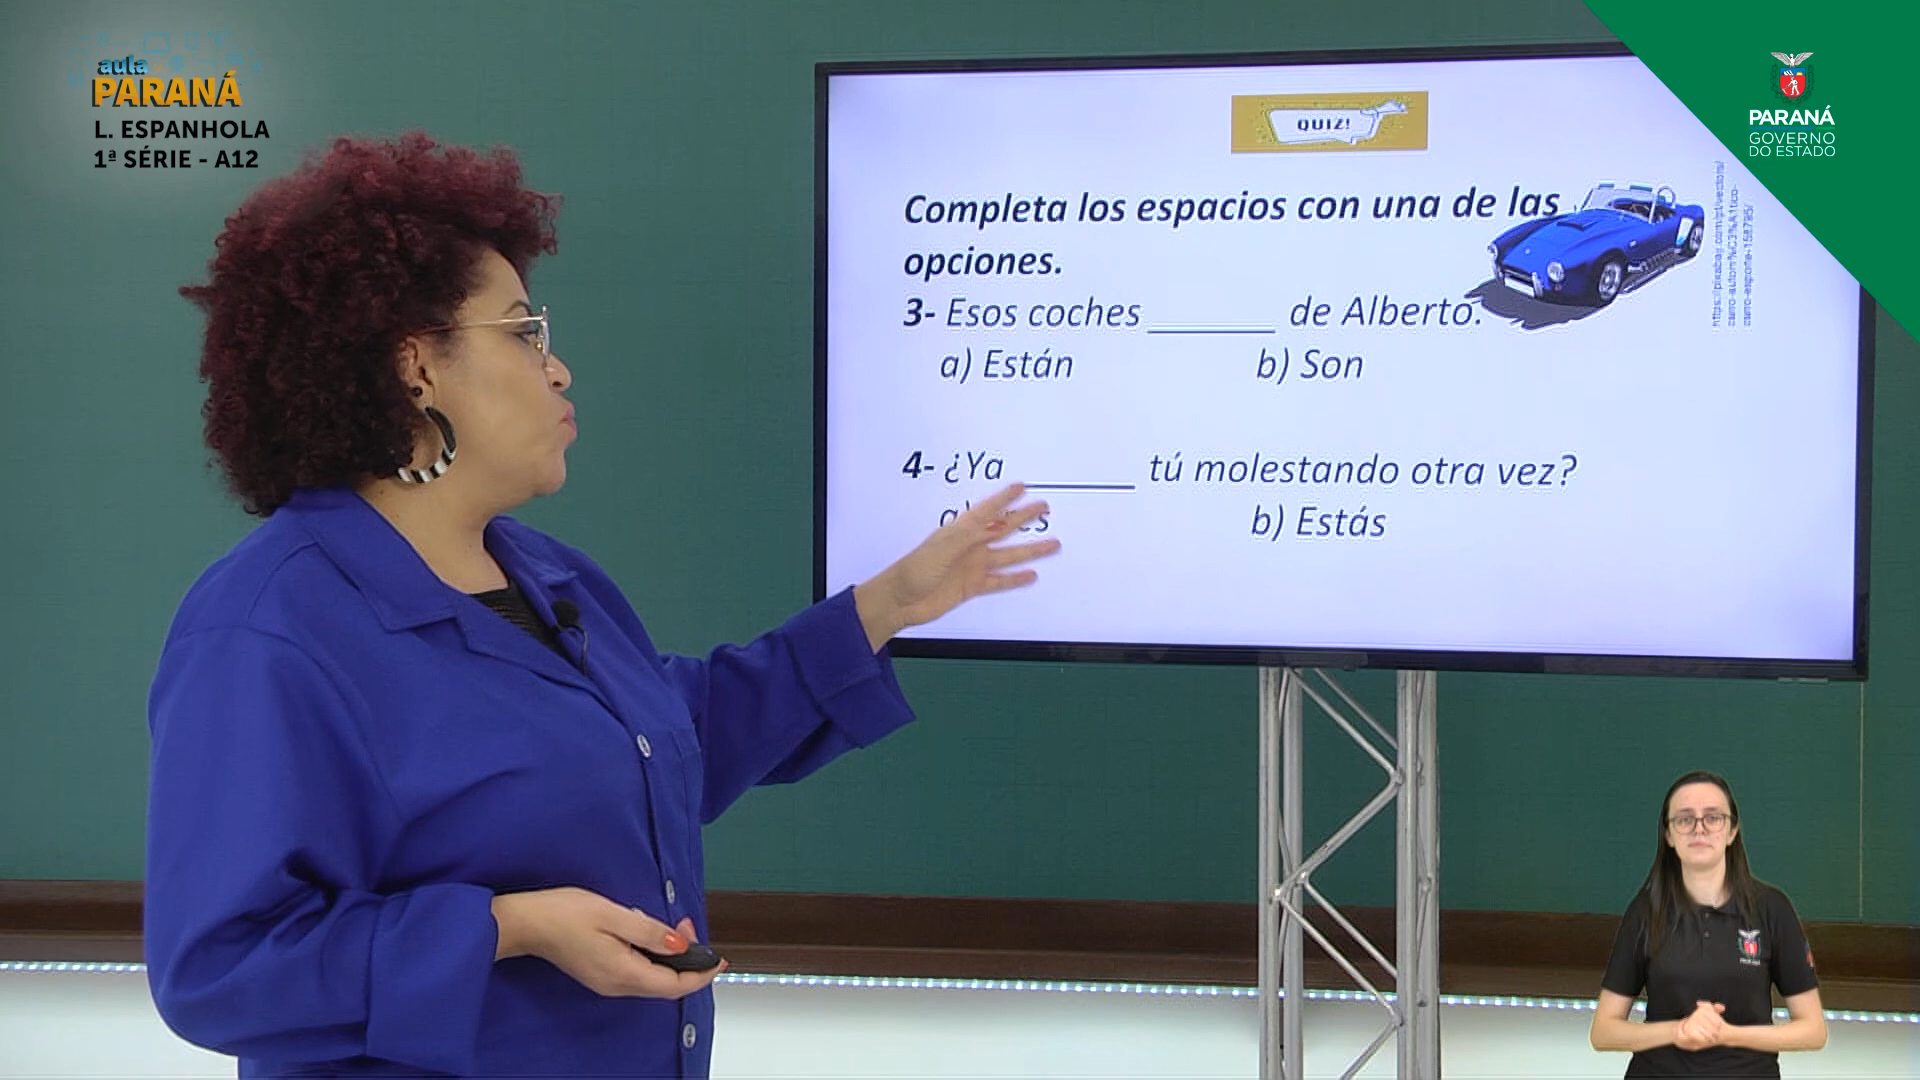 aula
PARANÁ
L. ESPANHOLA
1ª SÉRIE - A12
QUIZ!
Completa los espacios con una de las
opciones.
3- Esos coches ______ de Alberto.
a) Están b) Son
4- ¿Ya ______ tú molestando otra vez?
b) Estás
PARANÁ
GOVERNO
DO ESTADO